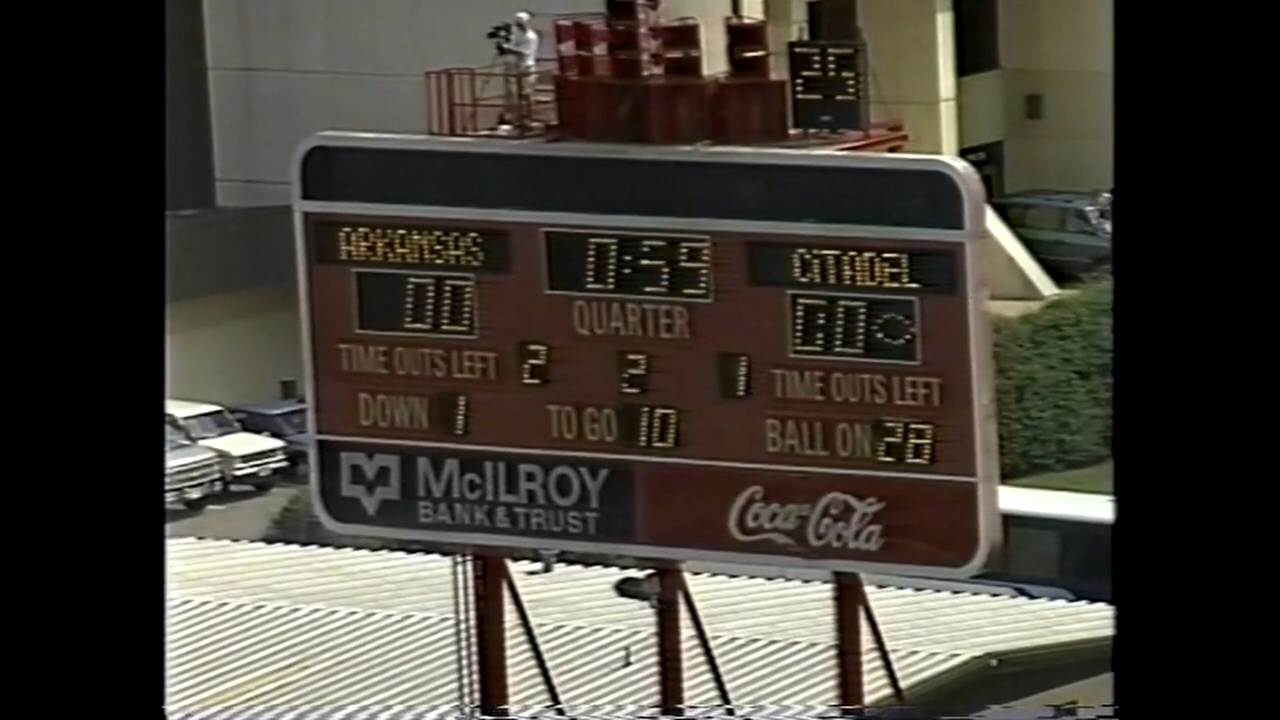 25
ARKANSAS 0:59 CITADEL
00 QUARTER 00
TIME OUTS LEFT 2 2 1 TIME OUTS LEFT
DOWN 1 TO GO 10 BALL ON 28
McILROY
BANK & TRUST
Coca-Cola